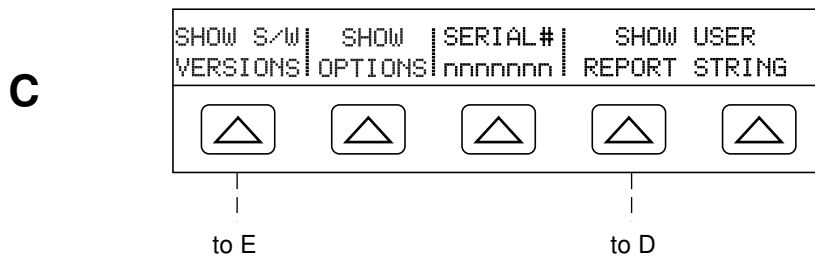 SHOW S/W SHOW SERIAL# SHOW USER
VERSIONS OPTIONS nnnnnnn REPORT STRING
C
to E to D